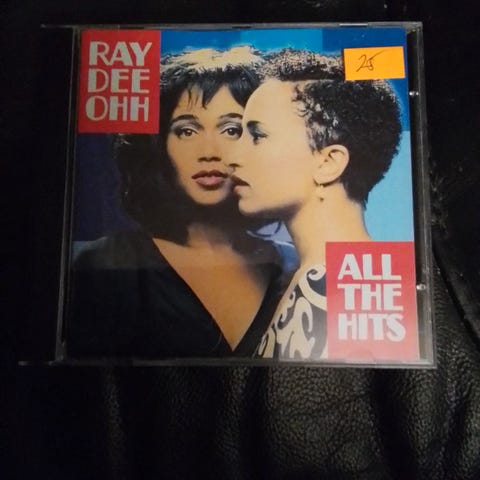 RAY
DEE
OHH
25
ALL
THE
HITS